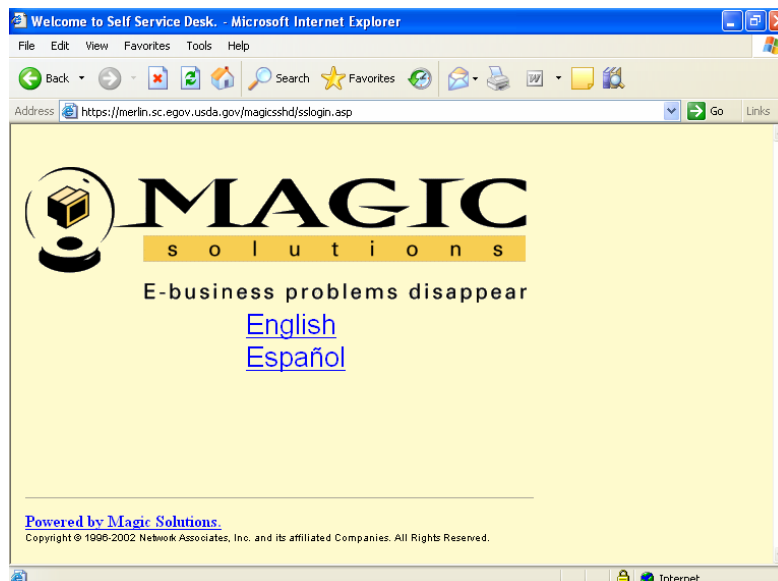 Welcome to Self Service Desk. - Microsoft Internet Explorer
File Edit View Favorites Tools Help
Back Search Favorites
Address https://merlin.sc.egov.usda.gov/magicsshd/sslogin.asp Go Links
MAGIC
solutions
E-business problems disappear
English
Español
Powered by Magic Solutions.
Copyright © 1996-2002 Network Associates, Inc. and its affiliated Companies. All Rights Reserved.
Internet